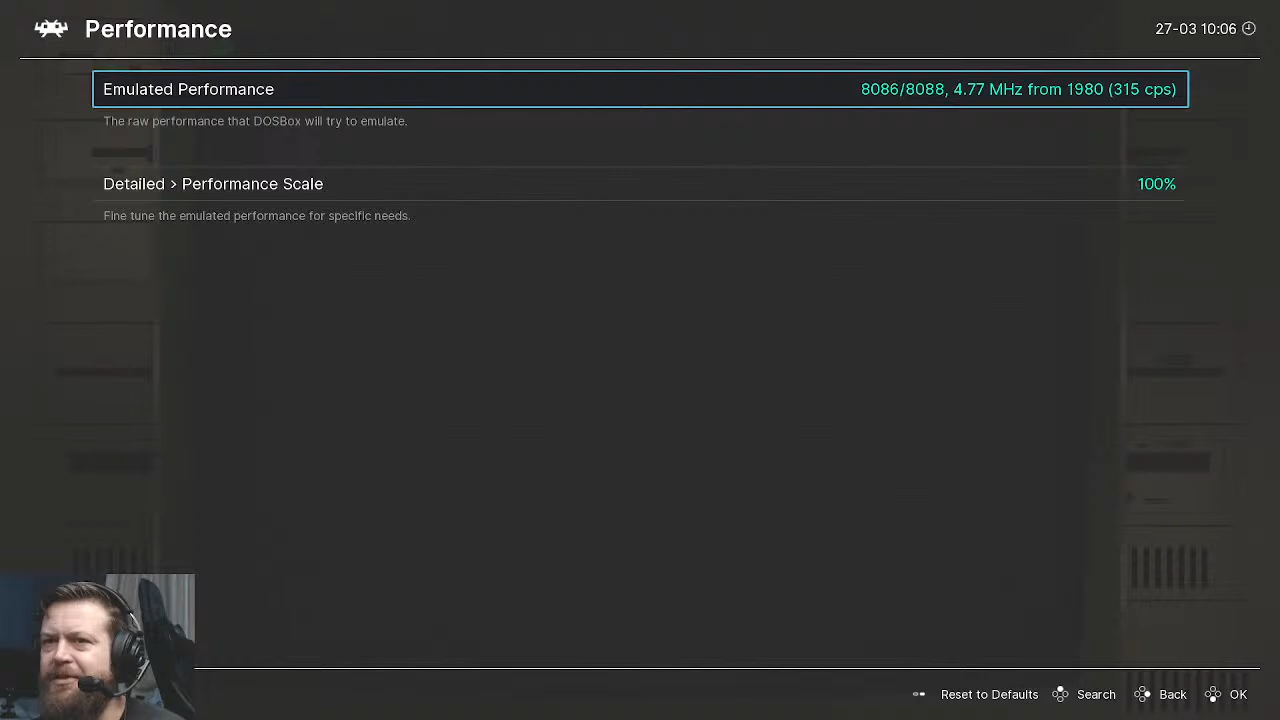 Performance
27-03 10:06
Emulated Performance
8086/8088, 4.77 MHz from 1980 (315 cps)
The raw performance that DOSBox will try to emulate.
Detailed > Performance Scale
100%
Fine tune the emulated performance for specific needs.
Reset to Defaults
Search
Back
OK